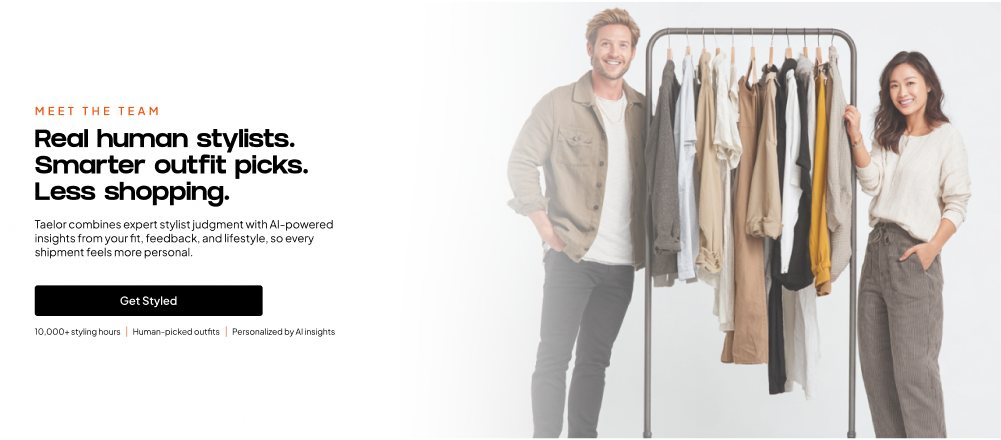 MEET THE TEAM
Real human stylists.
Smarter outfit picks.
Less shopping.
Taelor combines expert stylist judgment with AI-powered
insights from your fit, feedback, and lifestyle, so every
shipment feels more personal.
Get Styled
10,000+ styling hours | Human-picked outfits | Personalized by AI insights